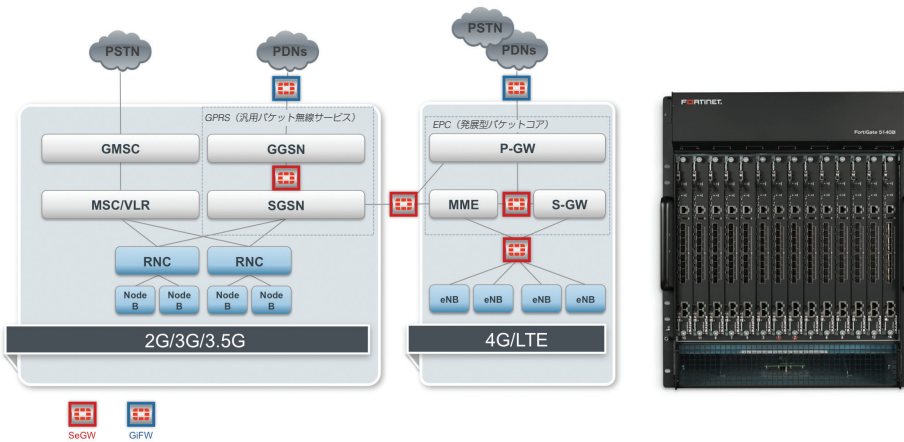 PSTN
PDNs
GPRS（汎用パケット無線サービス）
GMSC
GGSN
MSC/VLR
SGSN
RNC
RNC
Node B
Node B
Node B
Node B
2G/3G/3.5G
PSTN
PDNs
EPC（発展型パケットコア）
P-GW
MME
S-GW
eNB
eNB
eNB
eNB
4G/LTE
SeGW
GiFW
FORTINET
FortiGate 5140B